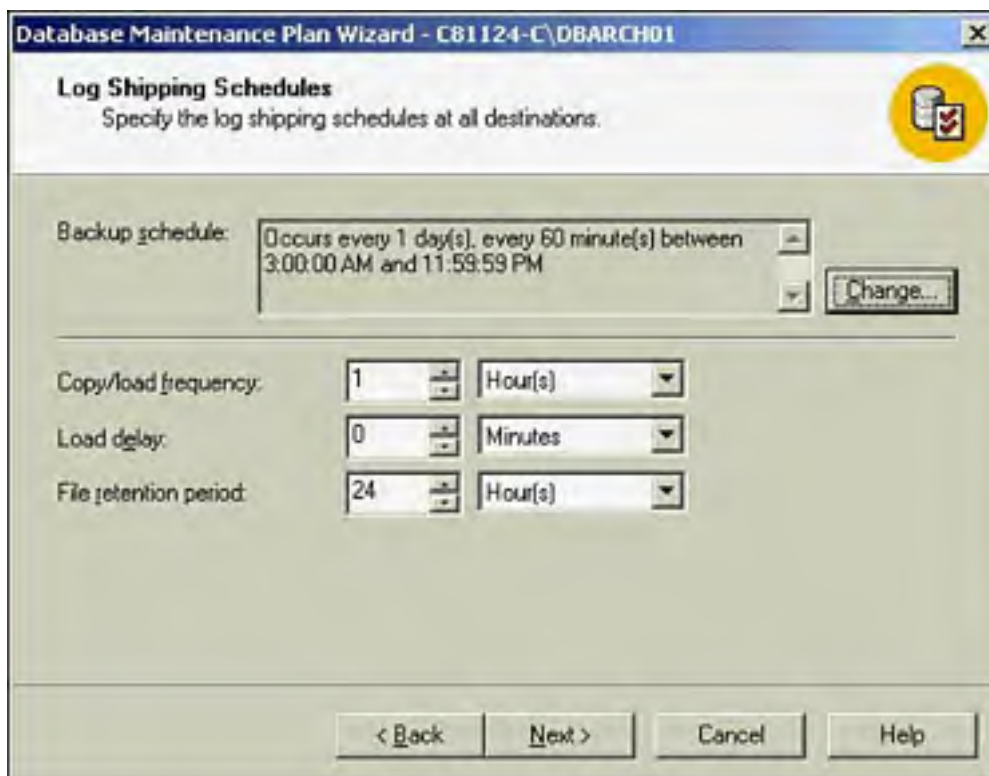 Database Maintenance Plan Wizard - C81124-C\DBARCH01
Log Shipping Schedules
Specify the log shipping schedules at all destinations.
Backup schedule:
Occurs every 1 day(s), every 60 minute(s) between
3:00:00 AM and 11:59:59 PM
Change...
Copy/load frequency: 1 Hour(s)
Load delay: 0 Minutes
File retention period: 24 Hour(s)
< Back Next > Cancel Help